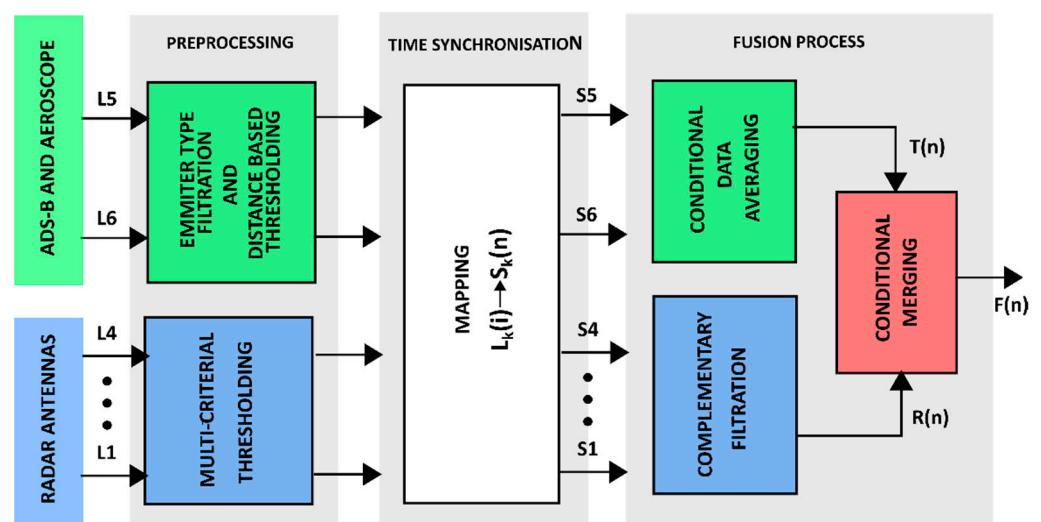 PREPROCESSING
TIME SYNCHRONISATION
FUSION PROCESS
ADS-B AND AEROSCOPE
L5
L6
EMMITER TYPE
FILTRATION
AND
DISTANCE BASED
THRESHOLDING
RADAR ANTENNAS
L4
L1
MULTI-CRITERIAL
THRESHOLDING
MAPPING
Lk(i)→Sk(n)
S5
S6
S4
S1
CONDITIONAL
DATA
AVERAGING
COMPLEMENTARY
FILTRATION
T(n)
R(n)
CONDITIONAL
MERGING
F(n)